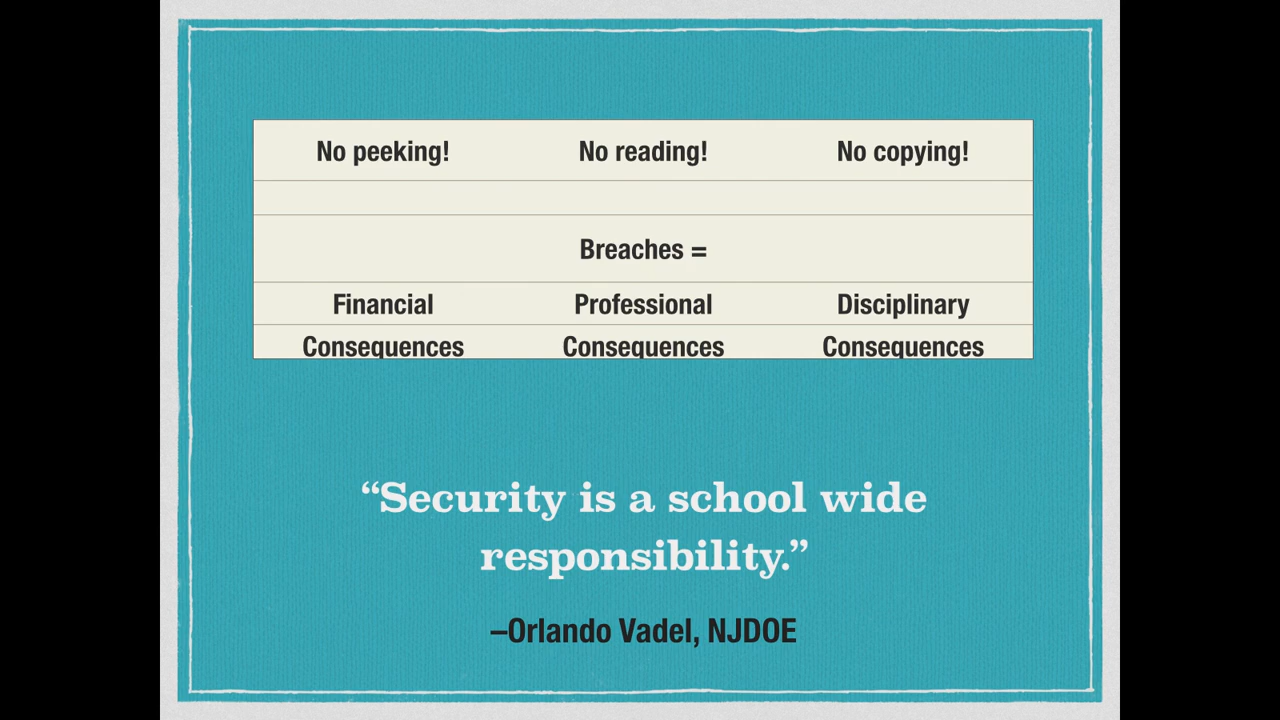 No peeking! No reading! No copying!
Breaches =
Financial Professional Disciplinary
Consequences Consequences Consequences
“Security is a school wide
responsibility.”
–Orlando Vadel, NJDOE